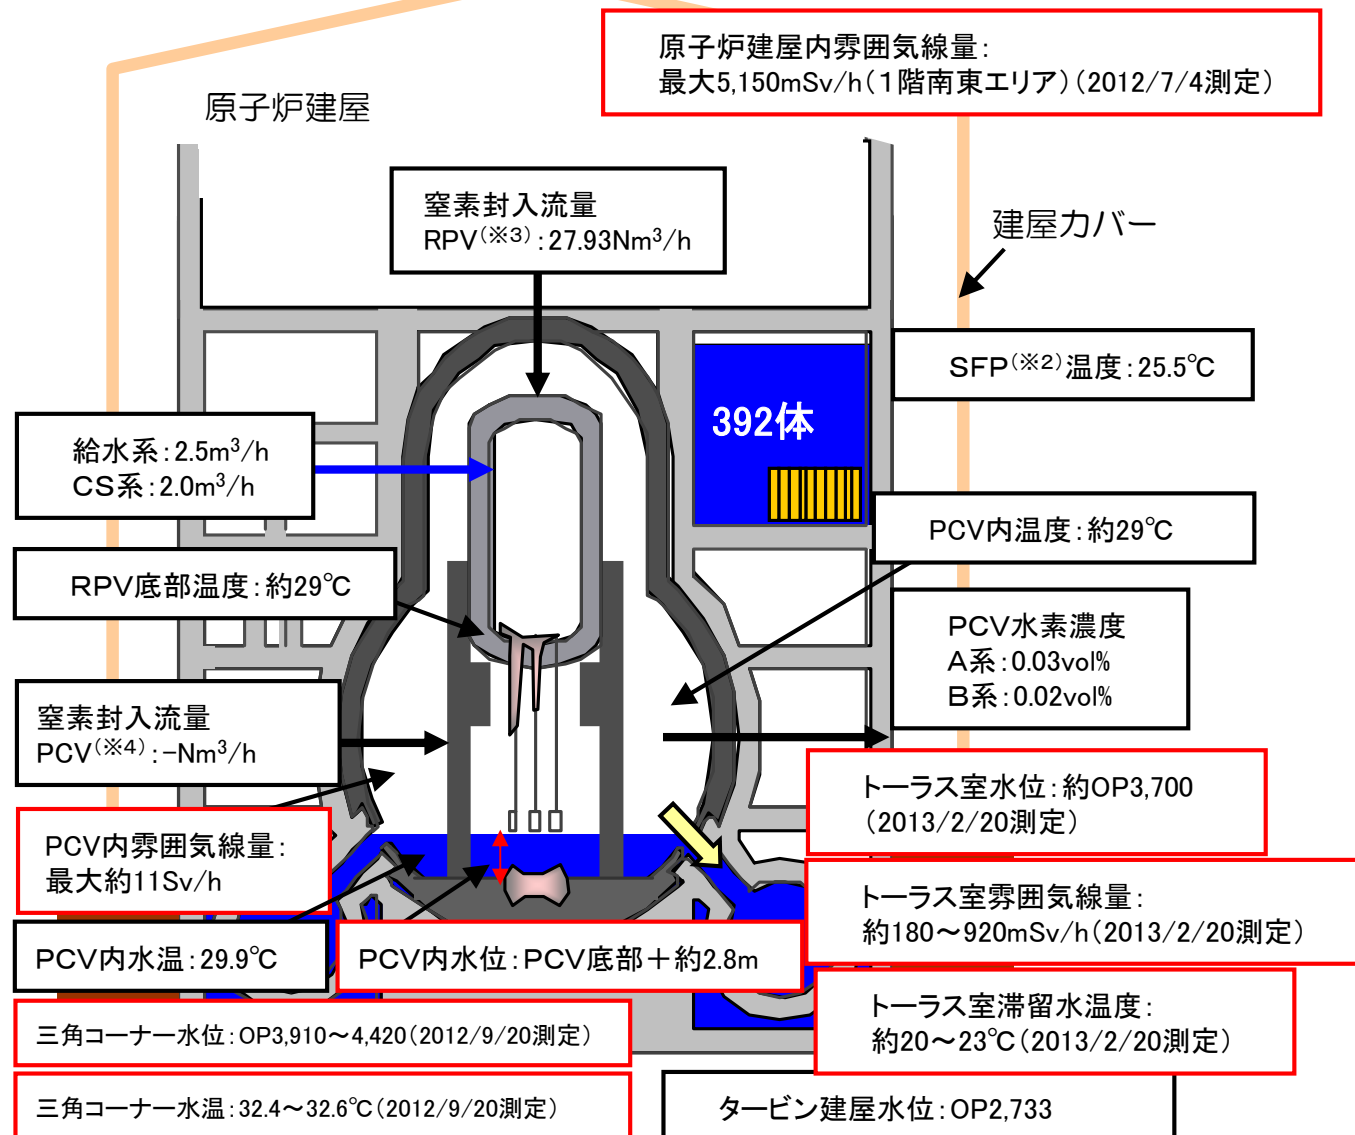 原子炉建屋内雰囲気線量:
最大5,150mSv/h(1階南東エリア)(2012/7/4測定)
原子炉建屋
窒素封入流量
RPV(※3):27.93Nm³/h
建屋カバー
SFP(※2)温度:25.5℃
392体
給水系:2.5m³/h
CS系:2.0m³/h
PCV内温度:約29℃
RPV底部温度:約29℃
PCV水素濃度
A系:0.03vol%
B系:0.02vol%
窒素封入流量
PCV(※4):-Nm³/h
トーラス室水位:約OP3,700
(2013/2/20測定)
PCV内雰囲気線量:
最大約11Sv/h
トーラス室雰囲気線量:
約180~920mSv/h(2013/2/20測定)
PCV内水温:29.9℃
PCV内水位:PCV底部+約2.8m
トーラス室滞留水温度:
約20~23℃(2013/2/20測定)
三角コーナー水位:OP3,910~4,420(2012/9/20測定)
三角コーナー水温:32.4~32.6℃(2012/9/20測定)
タービン建屋水位:OP2,733